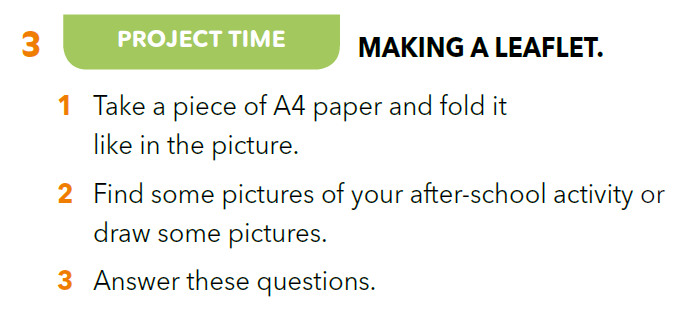 3 PROJECT TIME MAKING A LEAFLET.
1 Take a piece of A4 paper and fold it
like in the picture.
2 Find some pictures of your after-school activity or
draw some pictures.
3 Answer these questions.